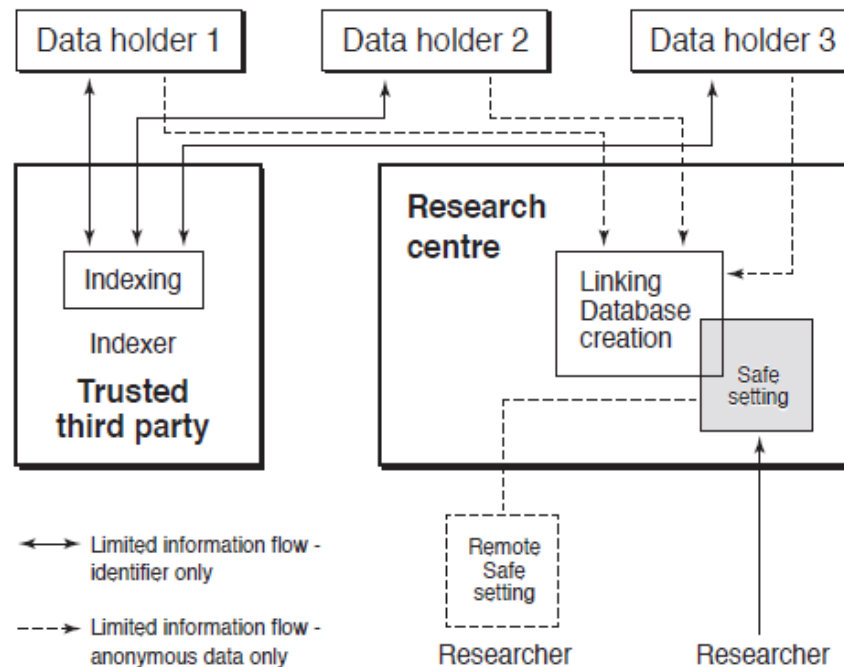 Data holder 1
Data holder 2
Data holder 3
Research
centre
Indexing
Indexer
Trusted
third party
Linking
Database
creation
Safe
setting
Limited information flow -
identifier only
Limited information flow -
anonymous data only
Remote
Safe
setting
Researcher
Researcher